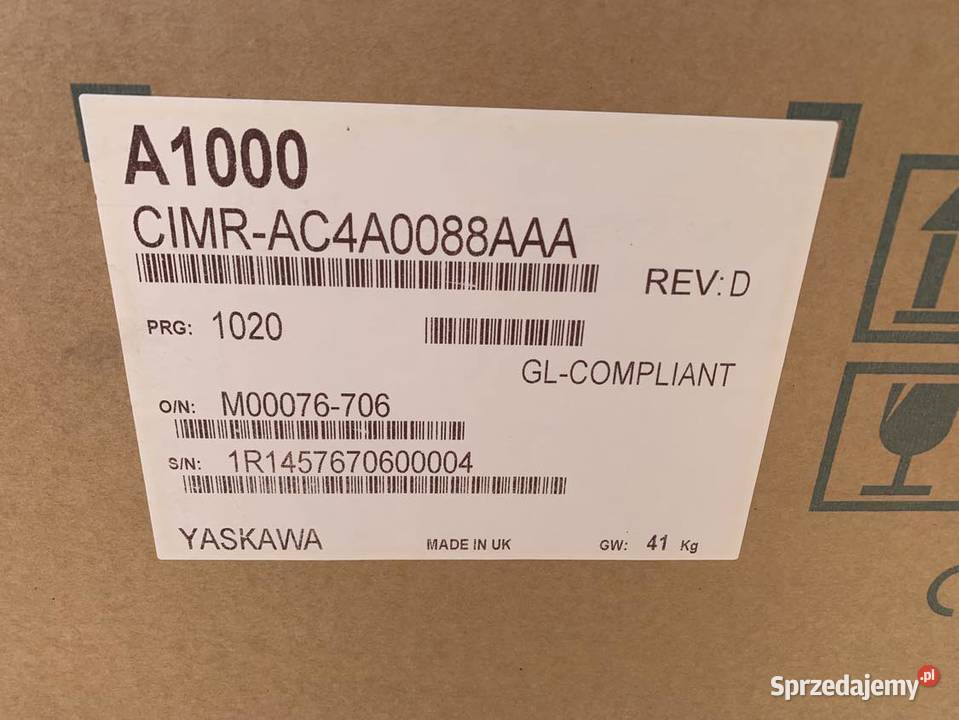 A1000
CIMR-AC4A0088AAA
REV: D
PRG: 1020
GL-COMPLIANT
O/N: M00076-706
S/N: 1R1457670600004
YASKAWA MADE IN UK GW: 41 Kg
Sprzedajemy.pl